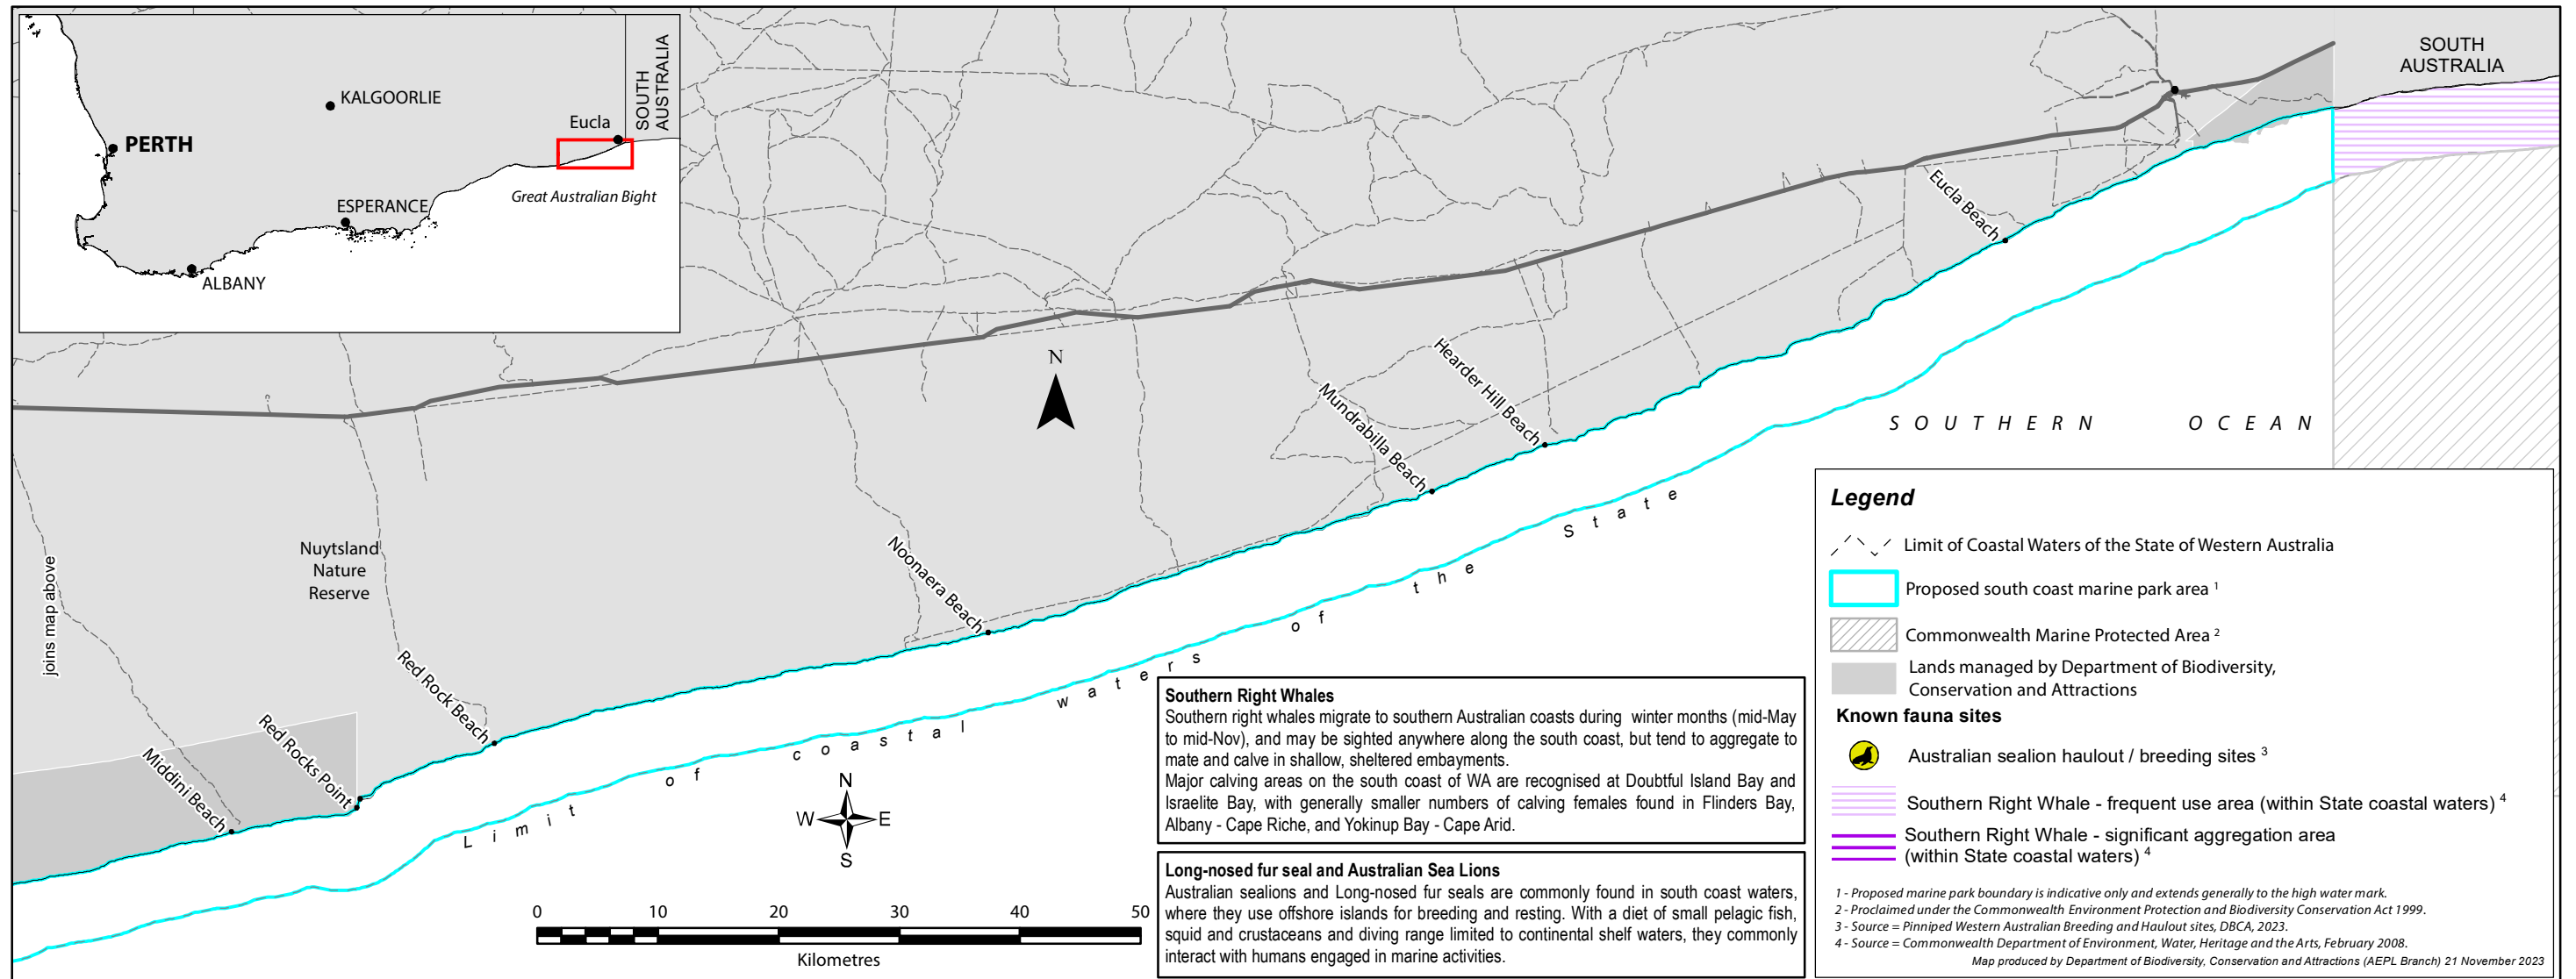 KALGOORLIE
PERTH
Eucla
SOUTH
AUSTRALIA
Great Australian Bight
ESPERANCE
ALBANY
SOUTH
AUSTRALIA
Eucla Beach
N
Hearder Hill Beach
Mundrabilla Beach
SOUTHERN OCEAN
Noonaera Beach
Nuytsland
Nature
Reserve
joins map above
Red Rock Beach
Red Rocks Point
Middini Beach
Limit of coastal waters of the State
N
W E
S
0 10 20 30 40 50
Kilometres
Southern Right Whales
Southern right whales migrate to southern Australian coasts during winter months (mid-May
to mid-Nov), and may be sighted anywhere along the south coast, but tend to aggregate to
mate and calve in shallow, sheltered embayments.
Major calving areas on the south coast of WA are recognised at Doubtful Island Bay and
Israelite Bay, with generally smaller numbers of calving females found in Flinders Bay,
Albany - Cape Riche, and Yokinup Bay - Cape Arid.
Long-nosed fur seal and Australian Sea Lions
Australian sealions and Long-nosed fur seals are commonly found in south coast waters,
where they use offshore islands for breeding and resting. With a diet of small pelagic fish,
squid and crustaceans and diving range limited to continental shelf waters, they commonly
interact with humans engaged in marine activities.
Legend
Limit of Coastal Waters of the State of Western Australia
Proposed south coast marine park area 1
Commonwealth Marine Protected Area 2
Lands managed by Department of Biodiversity,
Conservation and Attractions
Known fauna sites
Australian sealion haulout / breeding sites 3
Southern Right Whale - frequent use area (within State coastal waters) 4
Southern Right Whale - significant aggregation area
(within State coastal waters) 4
1 - Proposed marine park boundary is indicative only and extends generally to the high water mark.
2 - Proclaimed under the Commonwealth Environment Protection and Biodiversity Conservation Act 1999.
3 - Source = Pinniped Western Australian Breeding and Haulout sites, DBCA, 2023.
4 - Source = Commonwealth Department of Environment, Water, Heritage and the Arts, February 2008.
Map produced by Department of Biodiversity, Conservation and Attractions (AEPL Branch) 21 November 2023